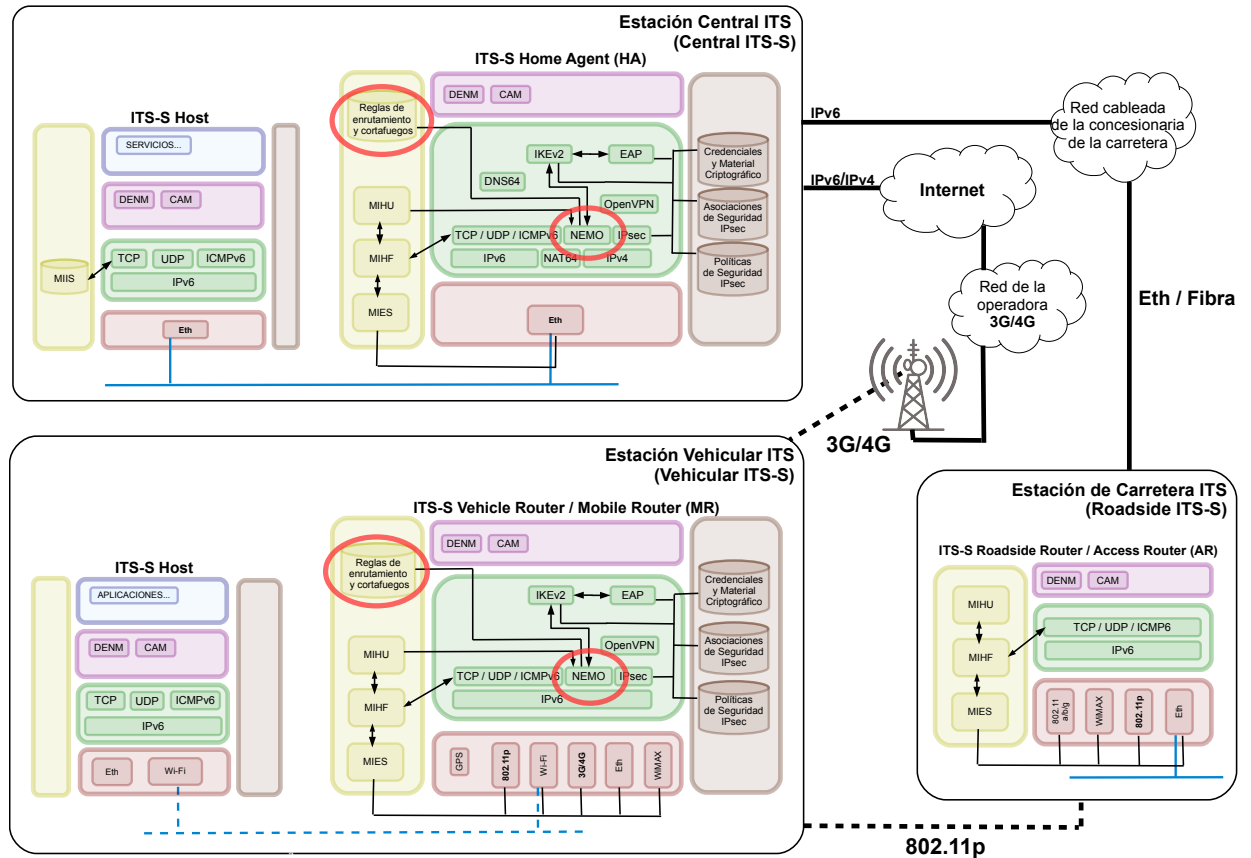 Estación Central ITS
(Central ITS-S)
ITS-S Home Agent (HA)
DENM
CAM
Reglas de
enrutamiento
y cortafuegos
ITS-S Host
SERVICIOS...
DENM
CAM
TCP
UDP
ICMPv6
IPv6
MIIS
Eth
IKEv2
EAP
DNS64
OpenVPN
MIHU
TCP / UDP / ICMPv6
NEMO
IPsec
MIHF
IPv6
NAT64
IPv4
MIES
Eth
Credenciales
y Material
Criptográfico
Asociaciones
de Seguridad
IPsec
Políticas
de Seguridad
IPsec
IPv6
Red cableada
de la concesionaria
de la carretera
IPv6/IPv4
Internet
Red de la
operadora
3G/4G
Eth / Fibra
3G/4G
Estación Vehicular ITS
(Vehicular ITS-S)
ITS-S Vehicle Router / Mobile Router (MR)
DENM
CAM
Reglas de
enrutamiento
y cortafuegos
ITS-S Host
APLICACIONES...
DENM
CAM
TCP
UDP
ICMPv6
IPv6
Eth
Wi-Fi
IKEv2
EAP
OpenVPN
MIHU
TCP / UDP / ICMPv6
NEMO
IPsec
MIHF
IPv6
MIES
GPS
802.11p
Wi-Fi
3G/4G
Eth
WiMAX
Credenciales
y Material
Criptográfico
Asociaciones
de Seguridad
IPsec
Políticas
de Seguridad
IPsec
Estación de Carretera ITS
(Roadside ITS-S)
ITS-S Roadside Router / Access Router (AR)
DENM
CAM
MIHU
TCP / UDP / ICMP6
MIHF
IPv6
MIES
802.11
a/b/g
WiMAX
802.11p
Eth
802.11p